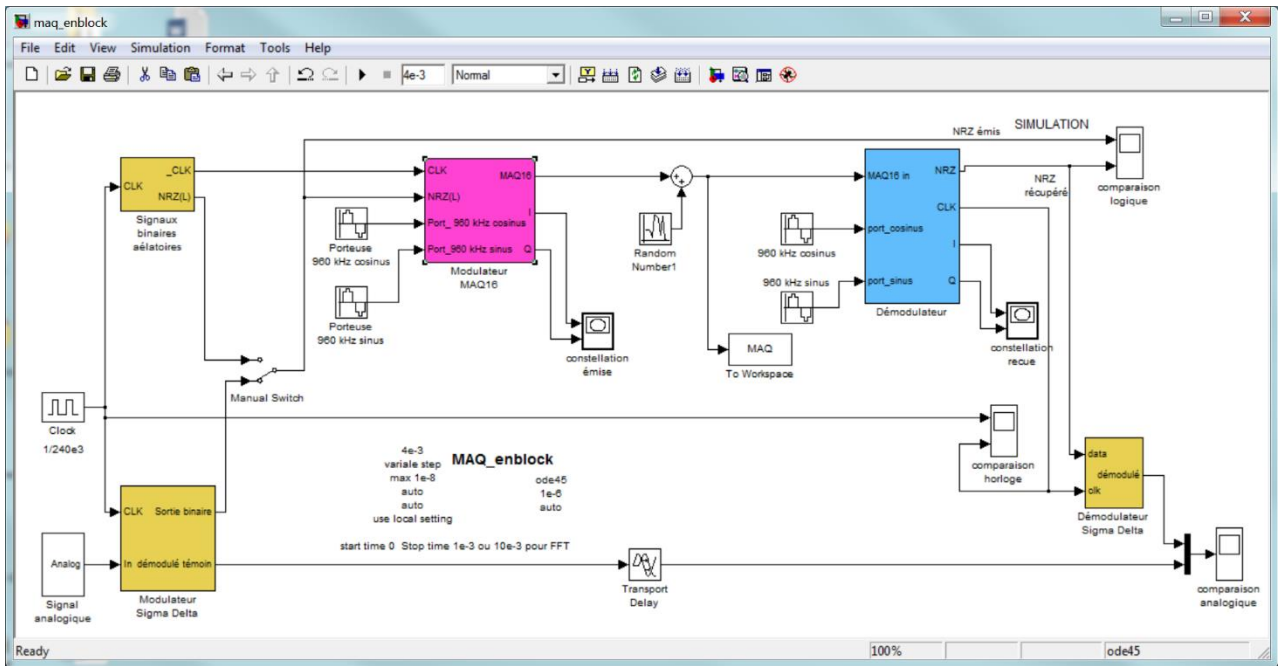 maq_enblock
File Edit View Simulation Format Tools Help
4e-3 Normal
NRZ émis SIMULATION
_CLK
CLK
NRZ(L)
Signaux
binaires
aélatoires
CLK MAQ16
NRZ(L)
Port_ 960 kHz cosinus I
Port_960 kHz sinus Q
Modulateur
MAQ16
Porteuse
960 kHz cosinus
Porteuse
960 kHz sinus
constellation
émise
Random
Number1
MAQ
To Workspace
960 kHz cosinus
960 kHz sinus
MAQ16 in NRZ
CLK
port_cosinus
I
port_sinus Q
Démodulateur
NRZ
récupéré
comparaison
logique
constellation
recue
Manual Switch
Clock
1/240e3
comparaison
horloge
data
démodulé
clk
Démodulateur
Sigma Delta
4e-3
variale step
max 1e-8
auto
auto
use local setting
MAQ_enblock
ode45
1e-6
auto
start time 0 Stop time 1e-3 ou 10e-3 pour FFT
CLK Sortie binaire
In démodulé témoin
Modulateur
Sigma Delta
Analog
Signal
analogique
Transport
Delay
comparaison
analogique
Ready 100% ode45